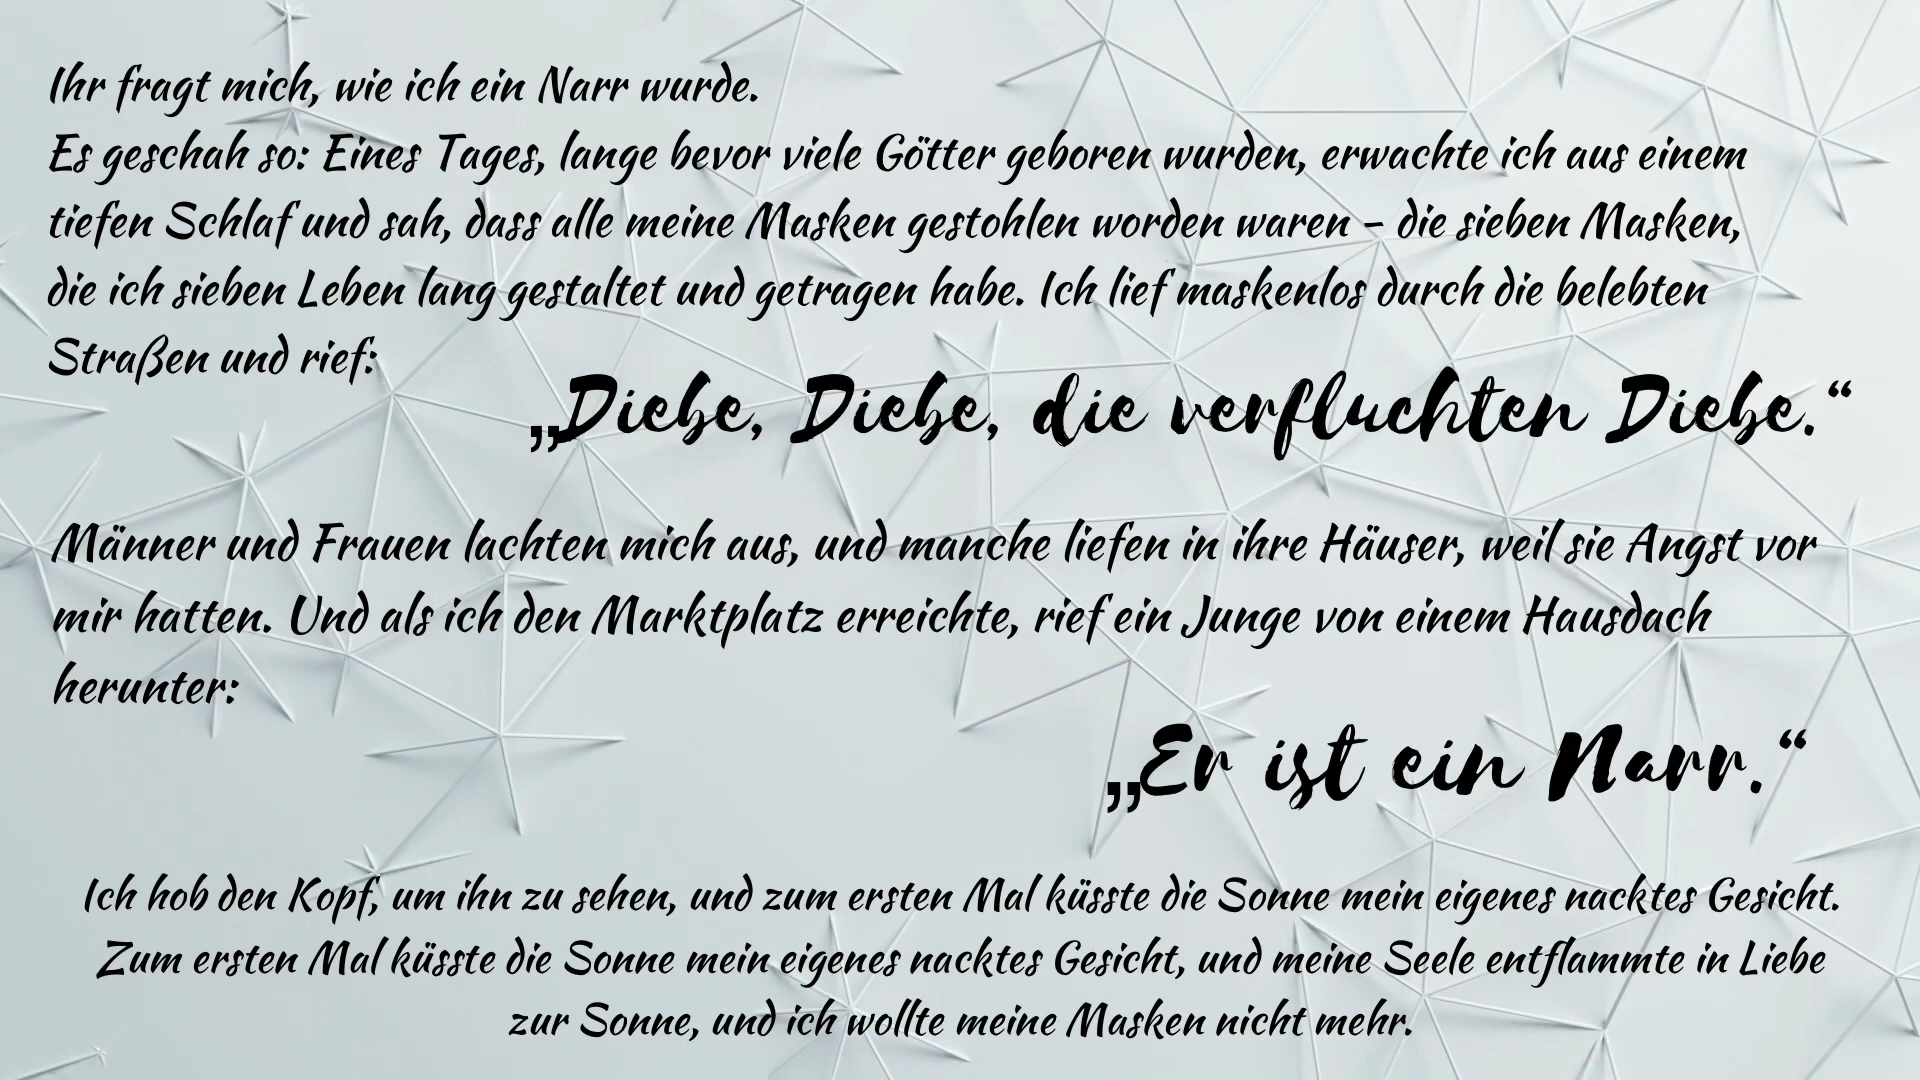 Ihr fragt mich, wie ich ein Narr wurde.
Es geschah so: Eines Tages, lange bevor viele Götter geboren wurden, erwachte ich aus einem
tiefen Schlaf und sah, dass alle meine Masken gestohlen worden waren – die sieben Masken,
die ich sieben Leben lang gestaltet und getragen habe. Ich lief maskenlos durch die belebten
Straßen und rief:
„Diebe, Diebe, die verfluchten Diebe.“
Männer und Frauen lachten mich aus, und manche liefen in ihre Häuser, weil sie Angst vor
mir hatten. Und als ich den Marktplatz erreichte, rief ein Junge von einem Hausdach
herunter:
„Er ist ein Narr.“
Ich hob den Kopf, um ihn zu sehen, und zum ersten Mal küsste die Sonne mein eigenes nacktes Gesicht.
Zum ersten Mal küsste die Sonne mein eigenes nacktes Gesicht, und meine Seele entflammte in Liebe
zur Sonne, und ich wollte meine Masken nicht mehr.